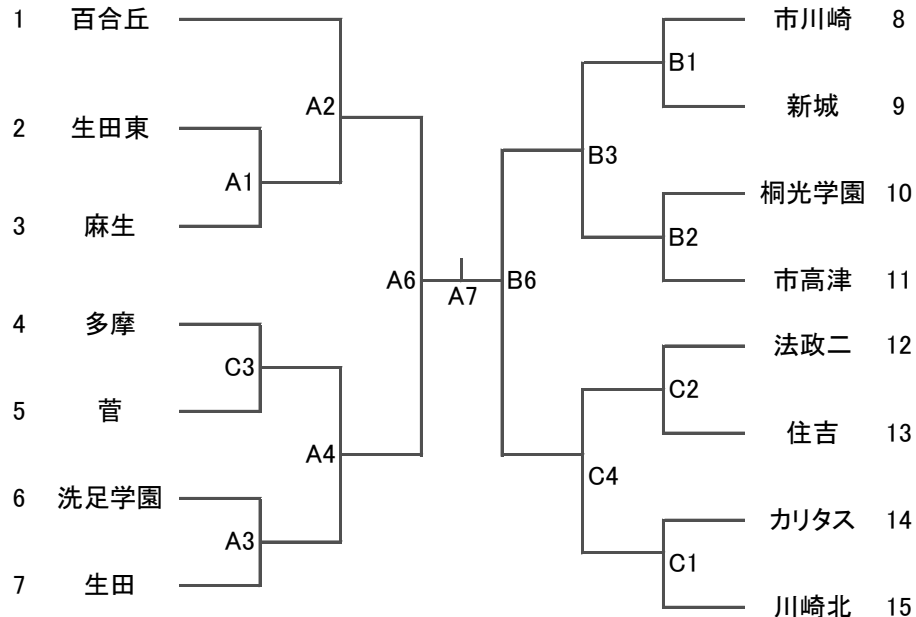 1 百合丘
2 生田東
3 麻生
4 多摩
5 菅
6 洗足学園
7 生田
A1
A2
C3
A3
A4
A6
A7
B6
B3
C4
B1
B2
C2
C1
市川崎 8
新城 9
桐光学園 10
市高津 11
法政二 12
住吉 13
カリタス 14
川崎北 15